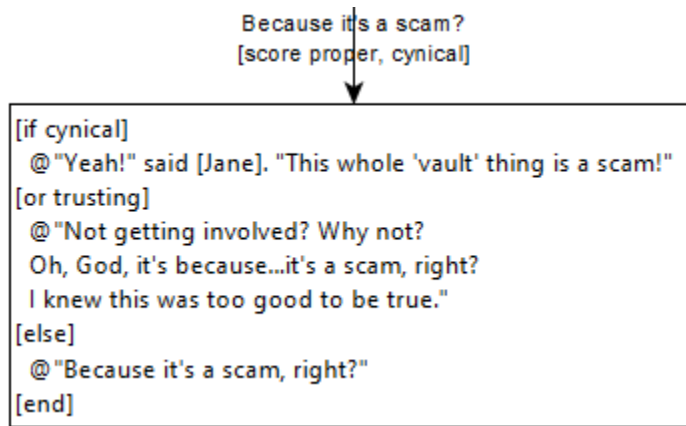 Because it's a scam?
[score proper, cynical]
[if cynical]
@"Yeah!" said [Jane]. "This whole 'vault' thing is a scam!"
[or trusting]
@"Not getting involved? Why not?
Oh, God, it's because...it's a scam, right?
I knew this was too good to be true."
[else]
@"Because it's a scam, right?"
[end]